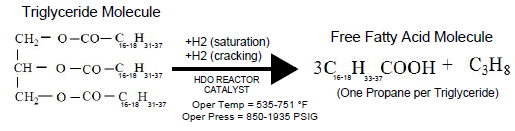 Triglyceride Molecule
CH2– O–CO–C16-18H31-37
CH – O–CO–C16-18H31-37
CH2–O–CO–C16-18H31-37
+H2 (saturation)
+H2 (cracking)
HDO REACTOR
CATALYST
Oper Temp = 535-751 °F
Oper Press = 850-1935 PSIG
Free Fatty Acid Molecule
3C16-18H33-37COOH + C3H8
(One Propane per Triglyceride)